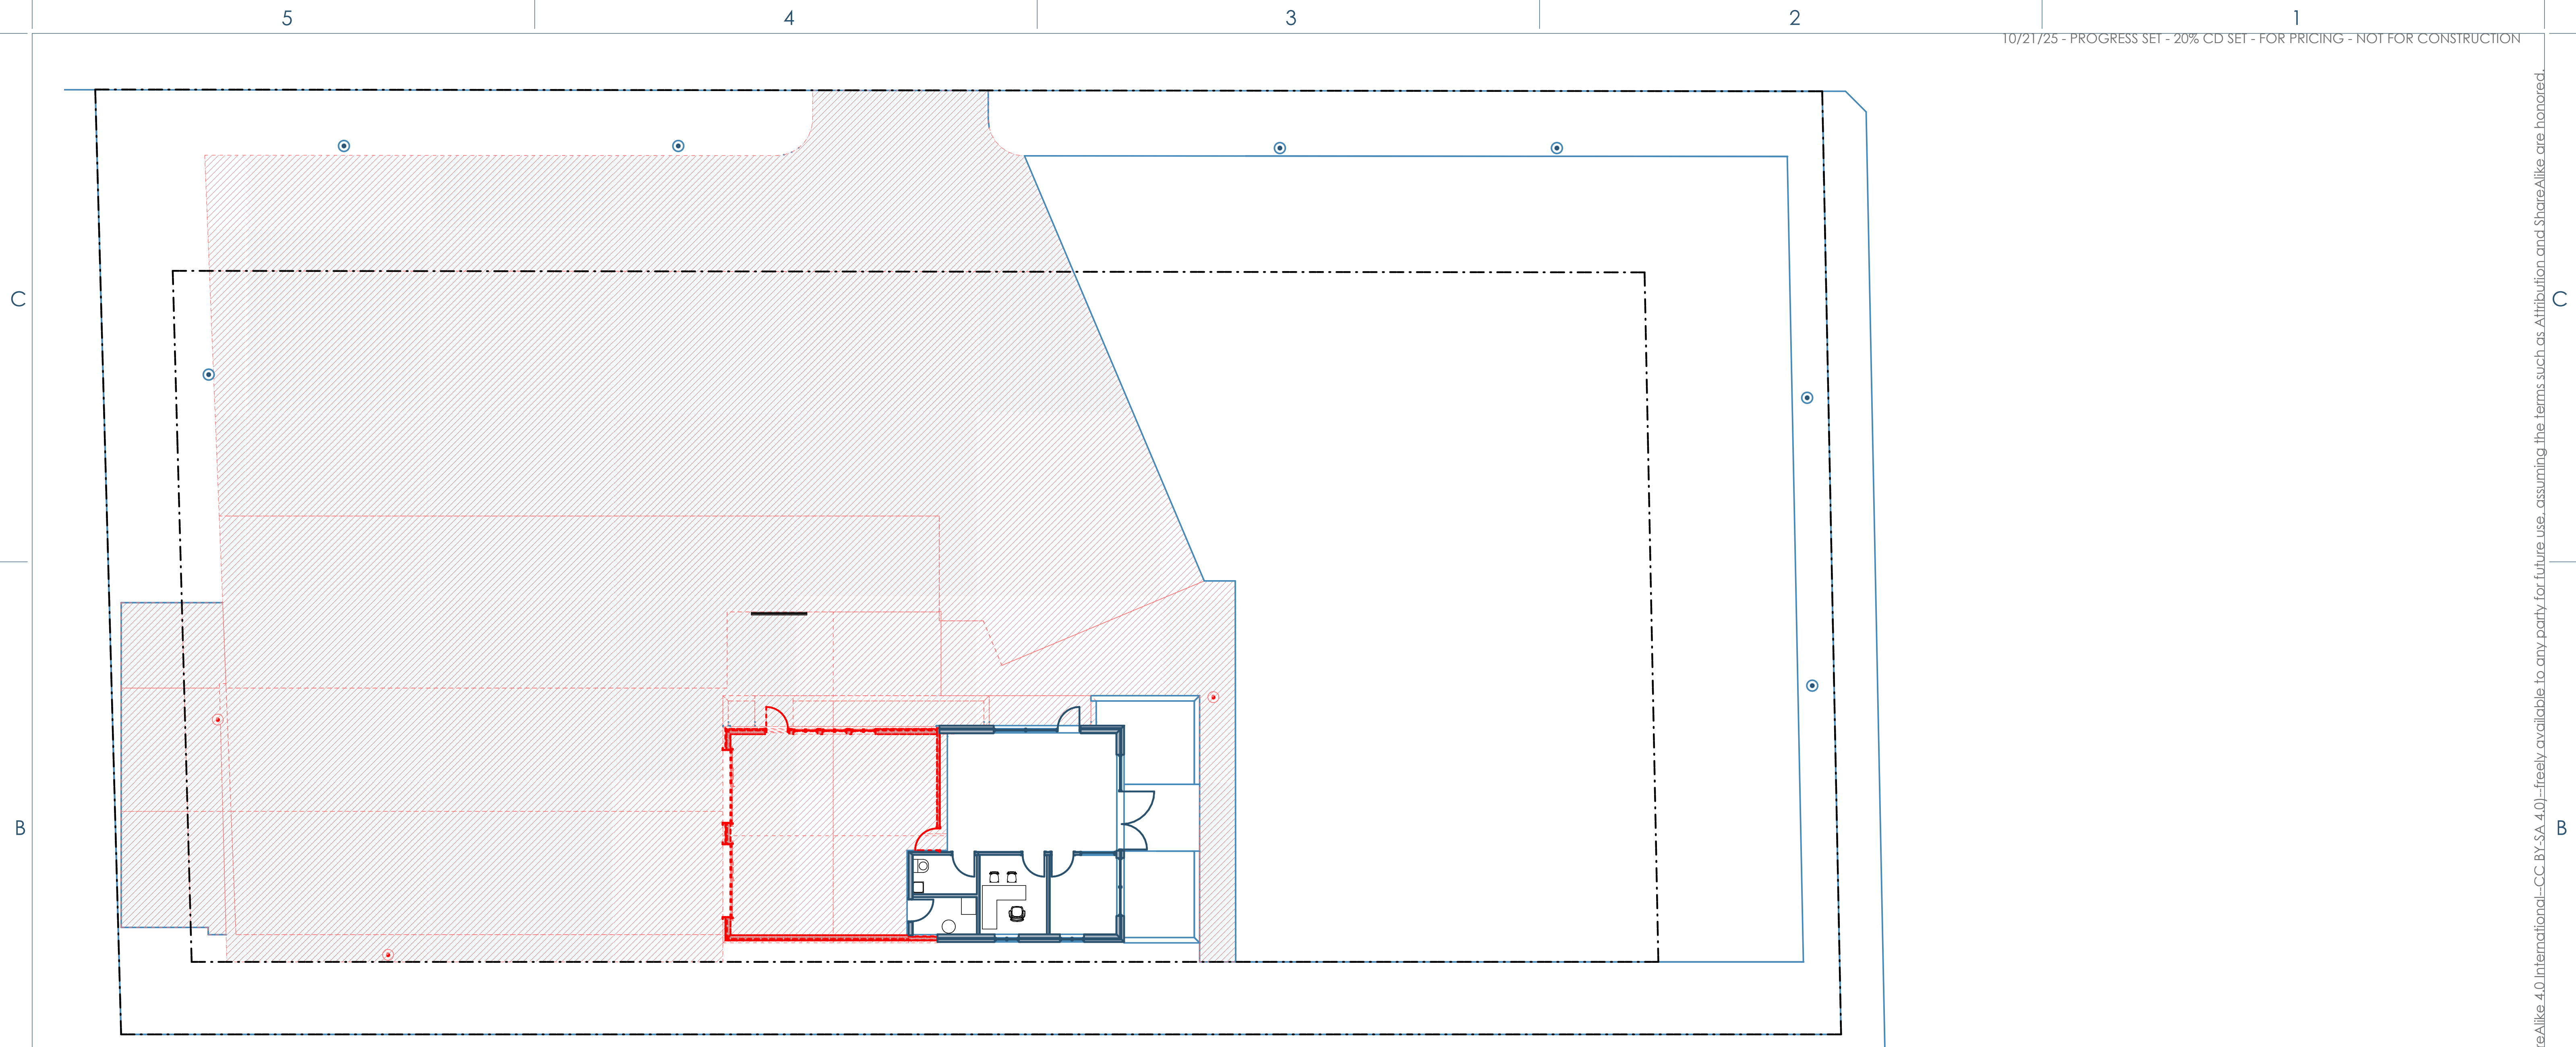 5 4 3 2 1
10/21/25 - PROGRESS SET - 20% CD SET - FOR PRICING - NOT FOR CONSTRUCTION
C C
B B
reAlike 4.0 International--CC BY-SA 4.0)--freely available to any party for future use, assuming the terms such as Attribution and ShareAlike are honored.